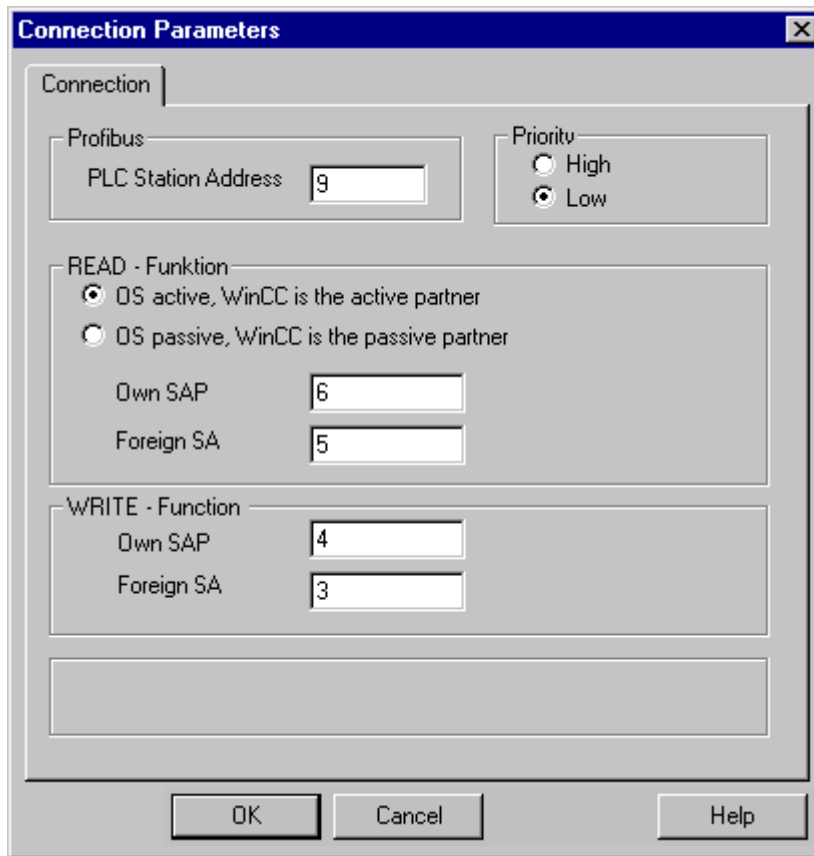 Connection Parameters
Connection
Profibus
PLC Station Address 9
Priority
High
Low
READ - Funktion
OS active, WinCC is the active partner
OS passive, WinCC is the passive partner
Own SAP 6
Foreign SA 5
WRITE - Function
Own SAP 4
Foreign SA 3
OK Cancel Help